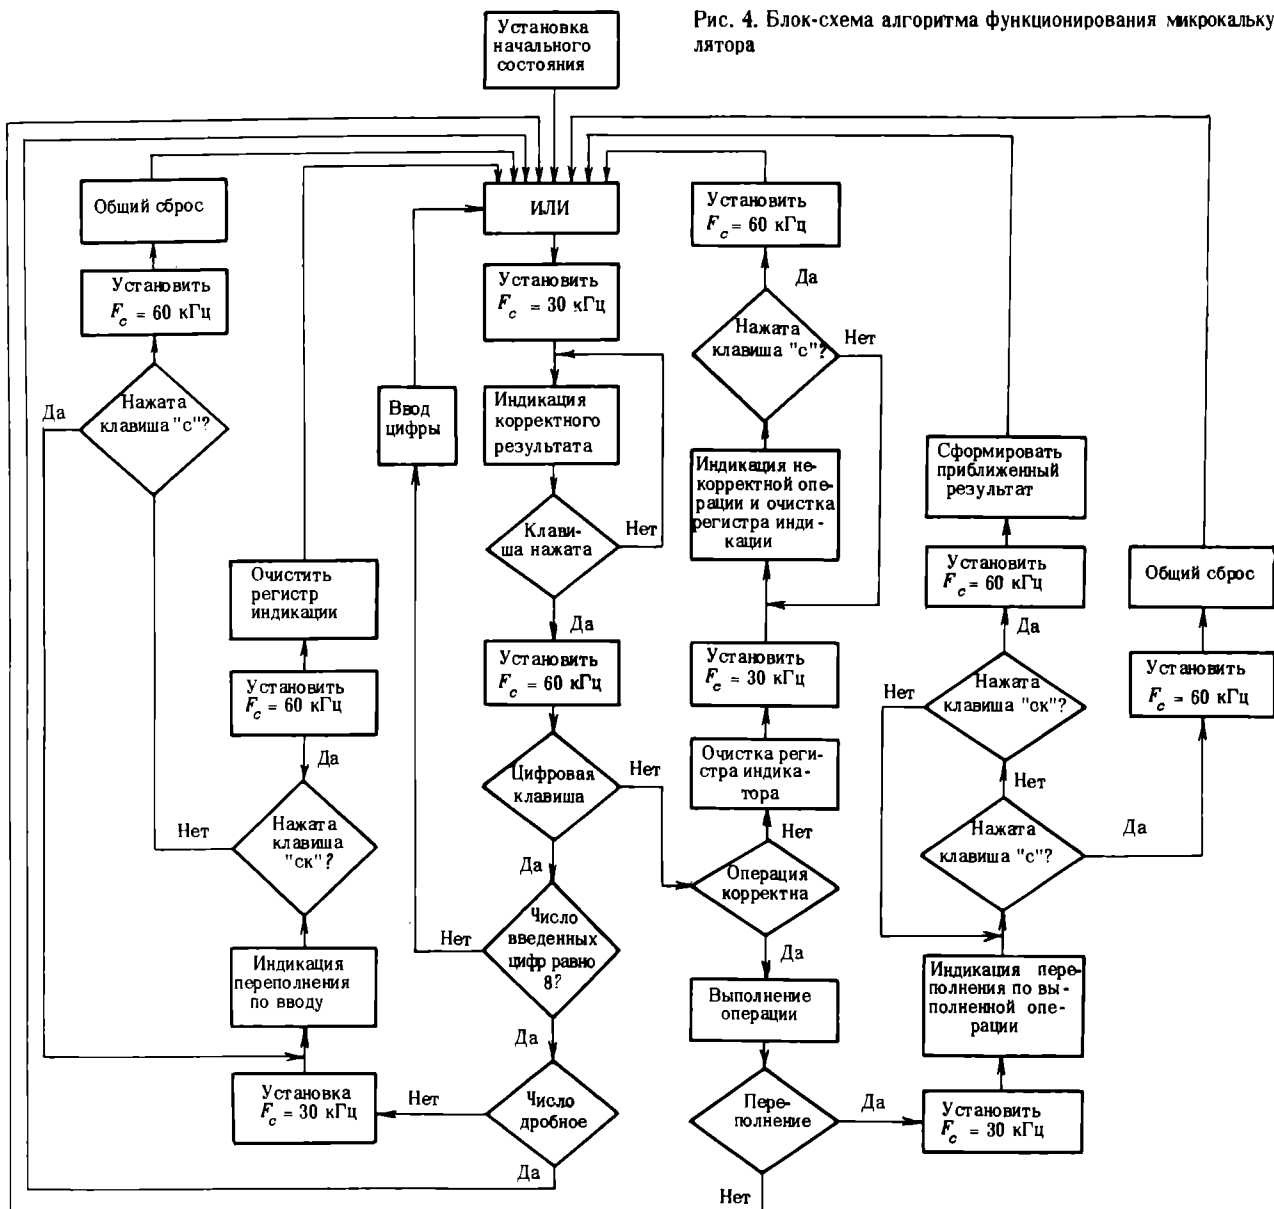 Рис. 4. Блок-схема алгоритма функционирования микрокальку
лятора
Установка
начального
состояния
Общий сброс
Установить
F_c = 60 кГц
Да
Нажата
клавиша "с"?
Очистить
регистр
индикации
Установить
F_c = 60 кГц
Да
Нет
Нажата
клавиша
"ск"?
Индикация
переполнения
по вводу
Установка
F_c = 30 кГц
Нет
ИЛИ
Установить
F_c = 30 кГц
Ввод
цифры
Индикация
корректного
результата
Клави-
ша нажата
Нет
Да
Установить
F_c = 60 кГц
Цифровая
клавиша
Нет
Да
Число
введенных
цифр равно
8?
Нет
Да
Число
дробное
Да
Установить
F_c = 60 кГц
Да
Нажата
клавиша "с"?
Нет
Индикация не-
корректной опе-
рации и очистка
регистра инди-
кации
Установить
F_c = 30 кГц
Очистка реги-
стра индика-
тора
Нет
Операция
корректна
Да
Выполнение
операции
Пере-
полнение
Да
Нет
Сформировать
приближенный
результат
Установить
F_c = 60 кГц
Да
Нет
Нажата
клавиша "ск"?
Нет
Нажата
клавиша "с"?
Да
Индикация пере-
полнения по вы-
полненной опе-
рации
Установить
F_c = 30 кГц
Общий сброс
Установить
F_c = 60 кГц